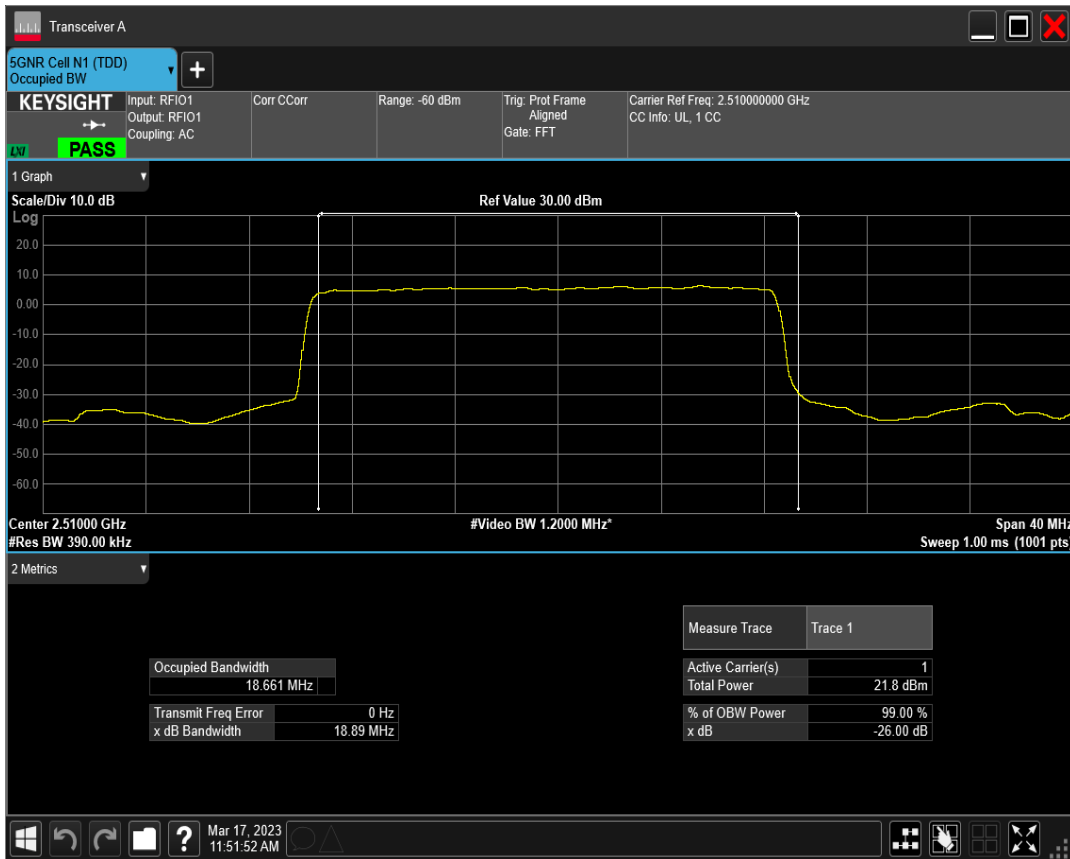 Transceiver A
5GNR Cell N1 (TDD)
Occupied BW
+
KEYSIGHT
LXI
PASS
Input: RFIO1
Output: RFIO1
Coupling: AC
Corr CCorr
Range: -60 dBm
Trig: Prot Frame
Aligned
Gate: FFT
Carrier Ref Freq: 2.510000000 GHz
CC Info: UL, 1 CC
1 Graph
Scale/Div 10.0 dB
Ref Value 30.00 dBm
Log
20.0
10.0
0.00
-10.0
-20.0
-30.0
-40.0
-50.0
-60.0
Center 2.51000 GHz
#Video BW 1.2000 MHz*
Span 40 MHz
#Res BW 390.00 kHz
Sweep 1.00 ms (1001 pts)
2 Metrics
Measure Trace Trace 1
Occupied Bandwidth
18.661 MHz
Transmit Freq Error 0 Hz
x dB Bandwidth 18.89 MHz
Active Carrier(s) 1
Total Power 21.8 dBm
% of OBW Power 99.00 %
x dB -26.00 dB
?
Mar 17, 2023
11:51:52 AM